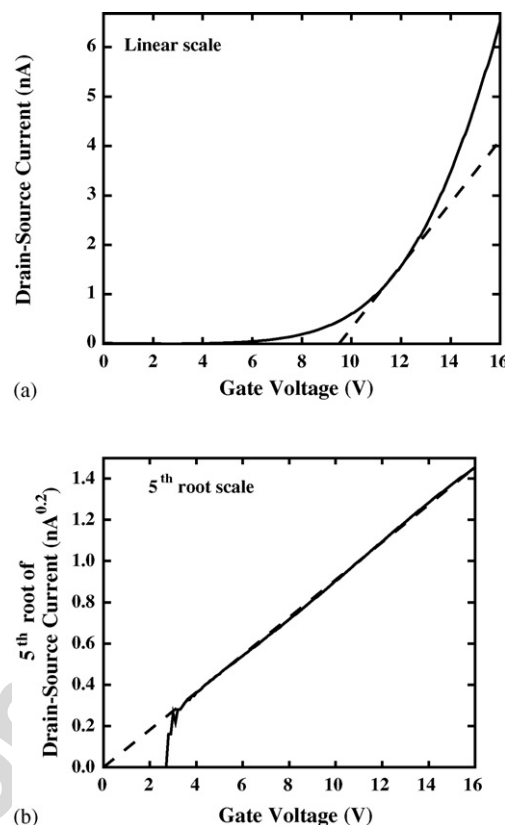 6
5
4
3
2
1
0
Drain-Source Current (nA)
Linear scale
0 2 4 6 8 10 12 14 16
Gate Voltage (V)
(a)
1.4
1.2
1.0
0.8
0.6
0.4
0.2
0.0
5th root of
Drain-Source Current (nA0.2)
5th root scale
0 2 4 6 8 10 12 14 16
Gate Voltage (V)
(b)